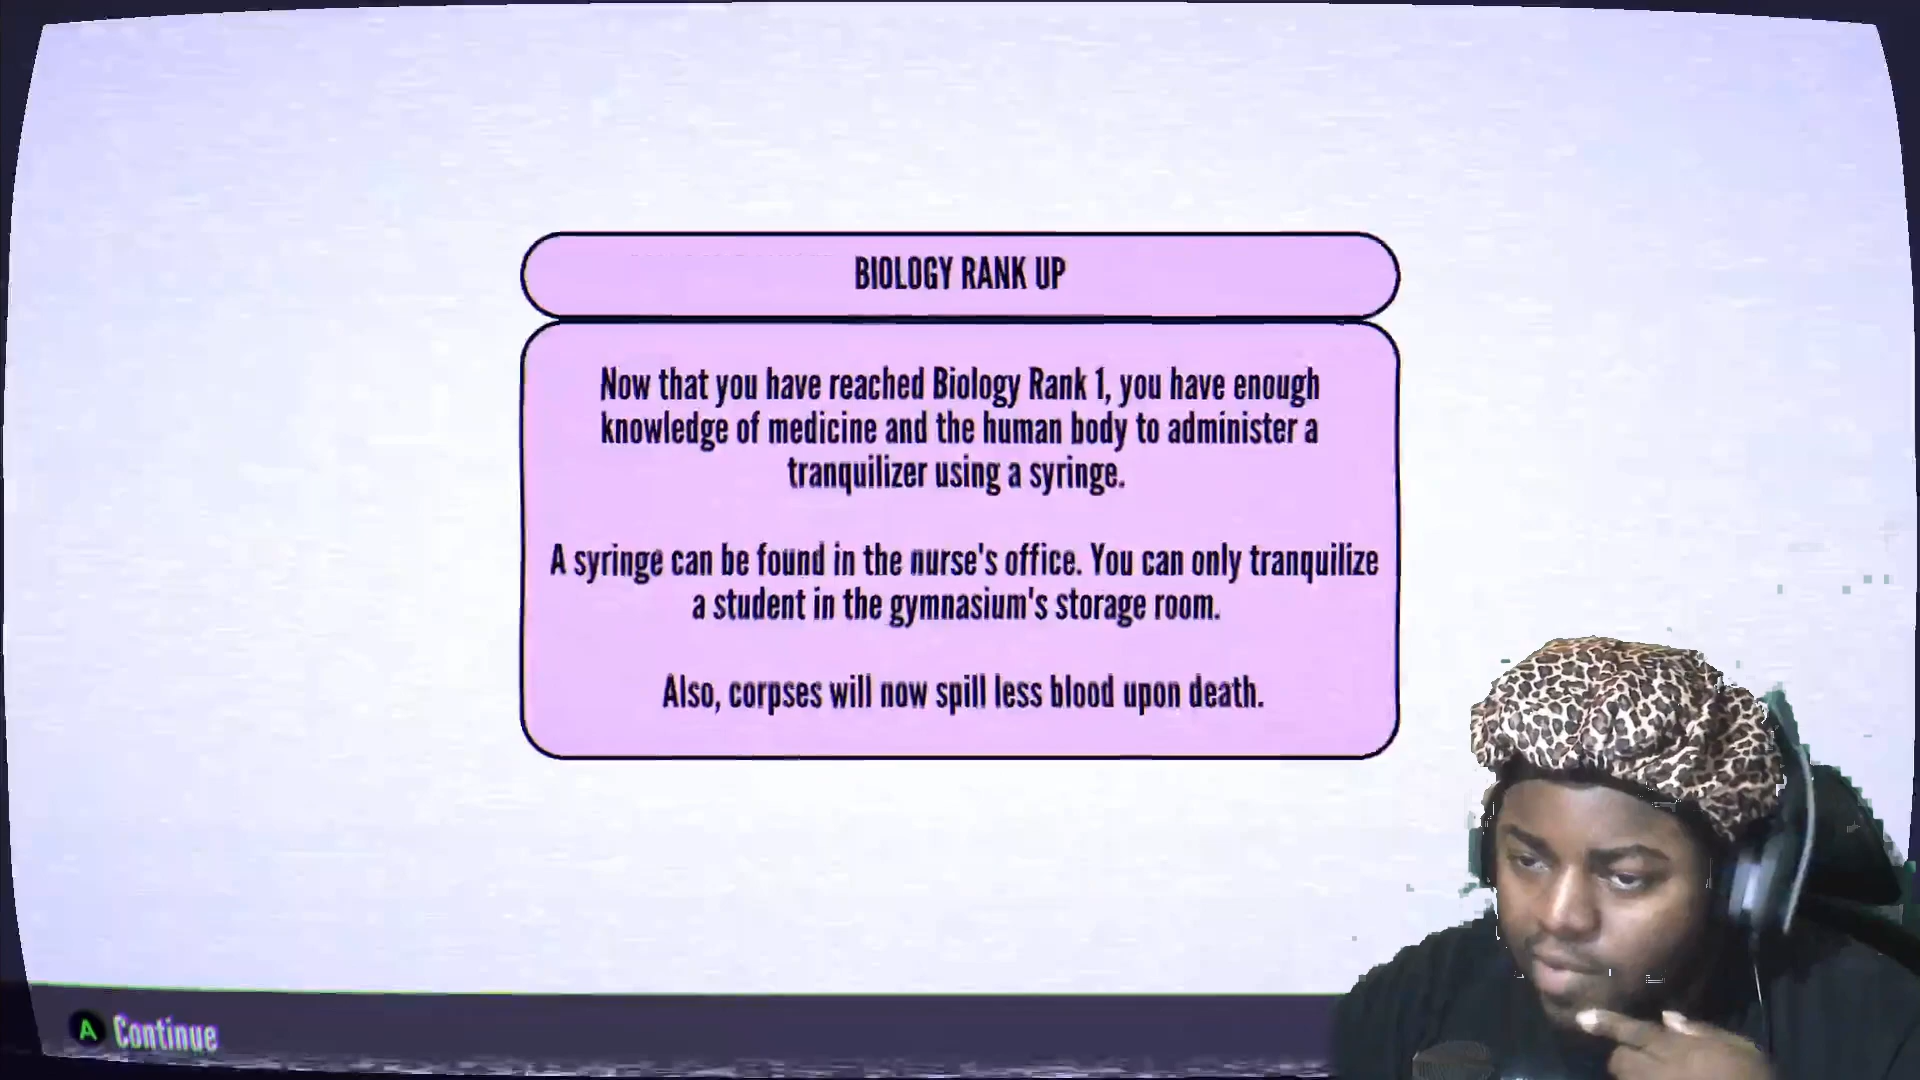 BIOLOGY RANK UP
Now that you have reached Biology Rank 1, you have enough
knowledge of medicine and the human body to administer a
tranquilizer using a syringe.
A syringe can be found in the nurse's office. You can only tranquilize
a student in the gymnasium's storage room.
Also, corpses will now spill less blood upon death.
A Continue